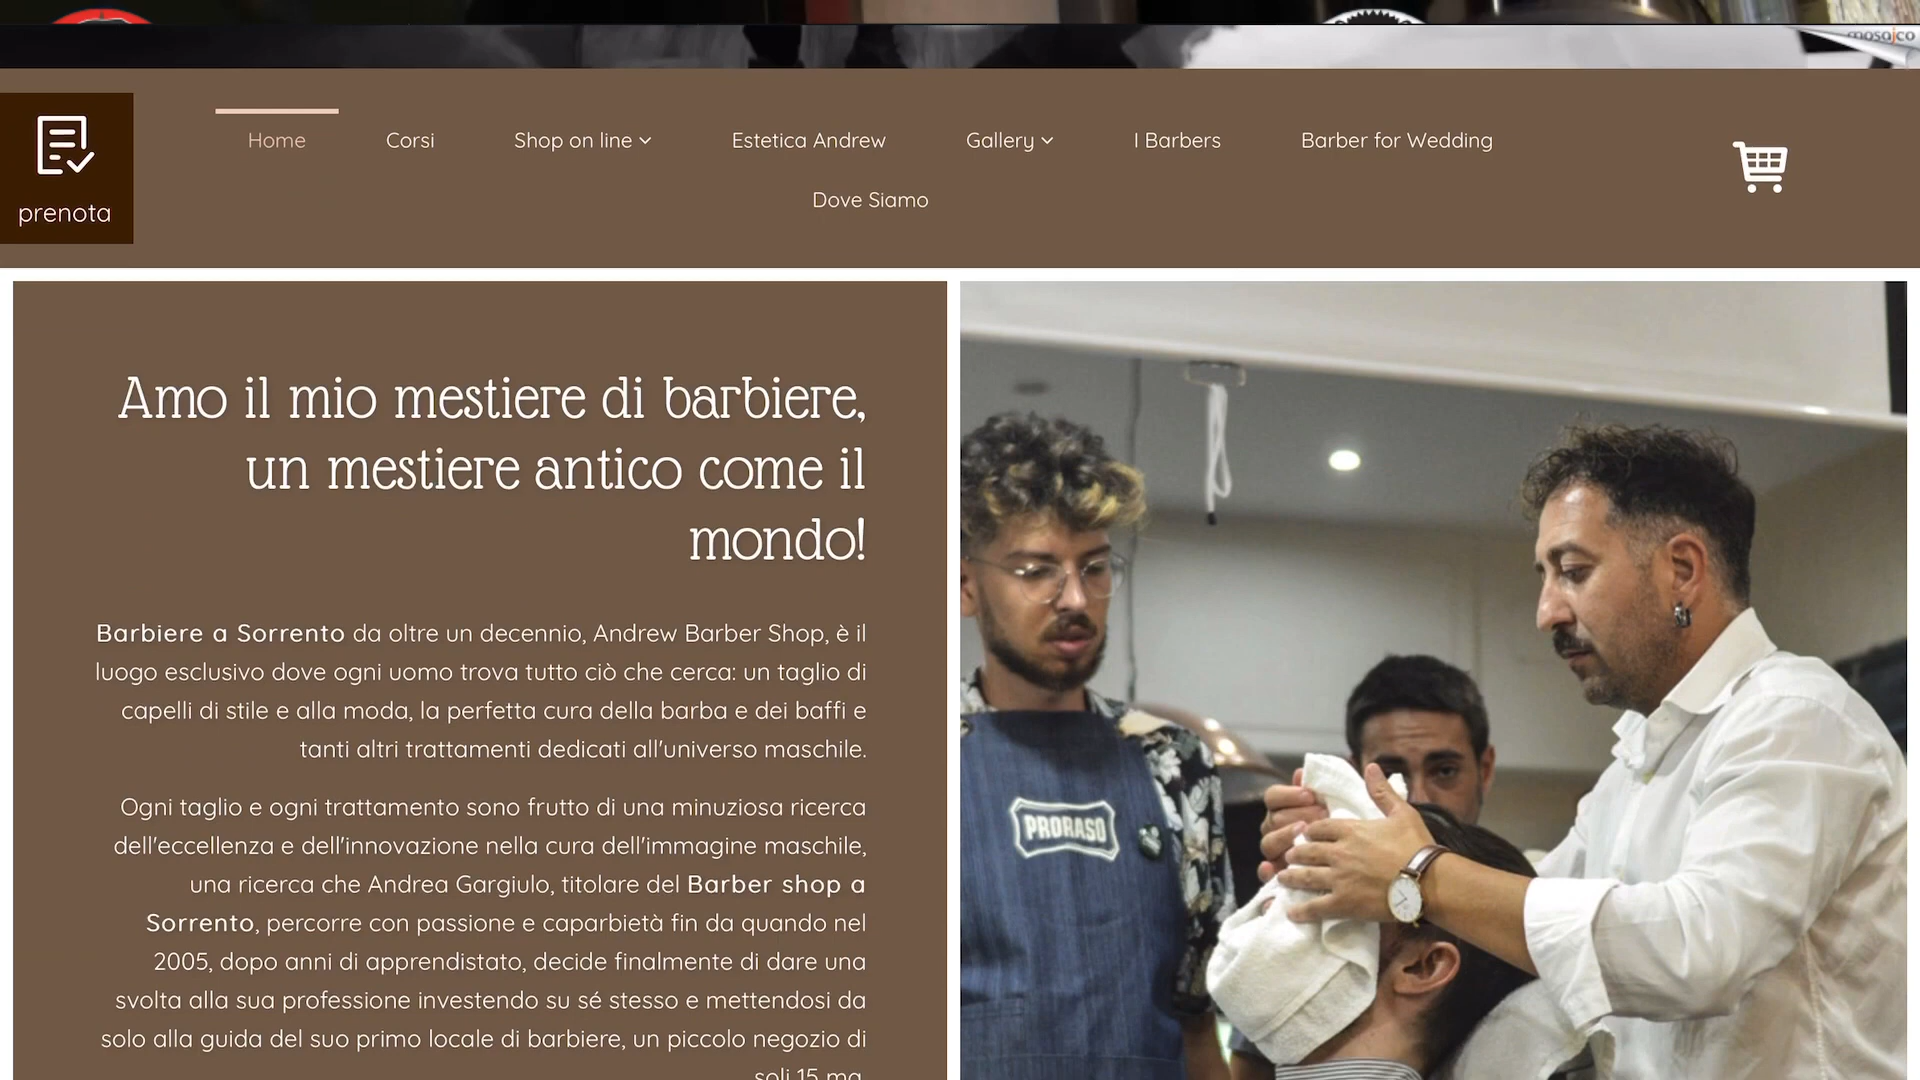 mosajco
prenota
Home
Corsi
Shop on line
Estetica Andrew
Gallery
I Barbers
Barber for Wedding
Dove Siamo
Amo il mio mestiere di barbiere,
un mestiere antico come il
mondo!
Barbiere a Sorrento da oltre un decennio, Andrew Barber Shop, è il
luogo esclusivo dove ogni uomo trova tutto ciò che cerca: un taglio di
capelli di stile e alla moda, la perfetta cura della barba e dei baffi e
tanti altri trattamenti dedicati all'universo maschile.
Ogni taglio e ogni trattamento sono frutto di una minuziosa ricerca
dell'eccellenza e dell'innovazione nella cura dell'immagine maschile,
una ricerca che Andrea Gargiulo, titolare del Barber shop a
Sorrento, percorre con passione e caparbietà fin da quando nel
2005, dopo anni di apprendistato, decide finalmente di dare una
svolta alla sua professione investendo su sé stesso e mettendosi da
solo alla guida del suo primo locale di barbiere, un piccolo negozio di
soli 15 mq.
PRORASO